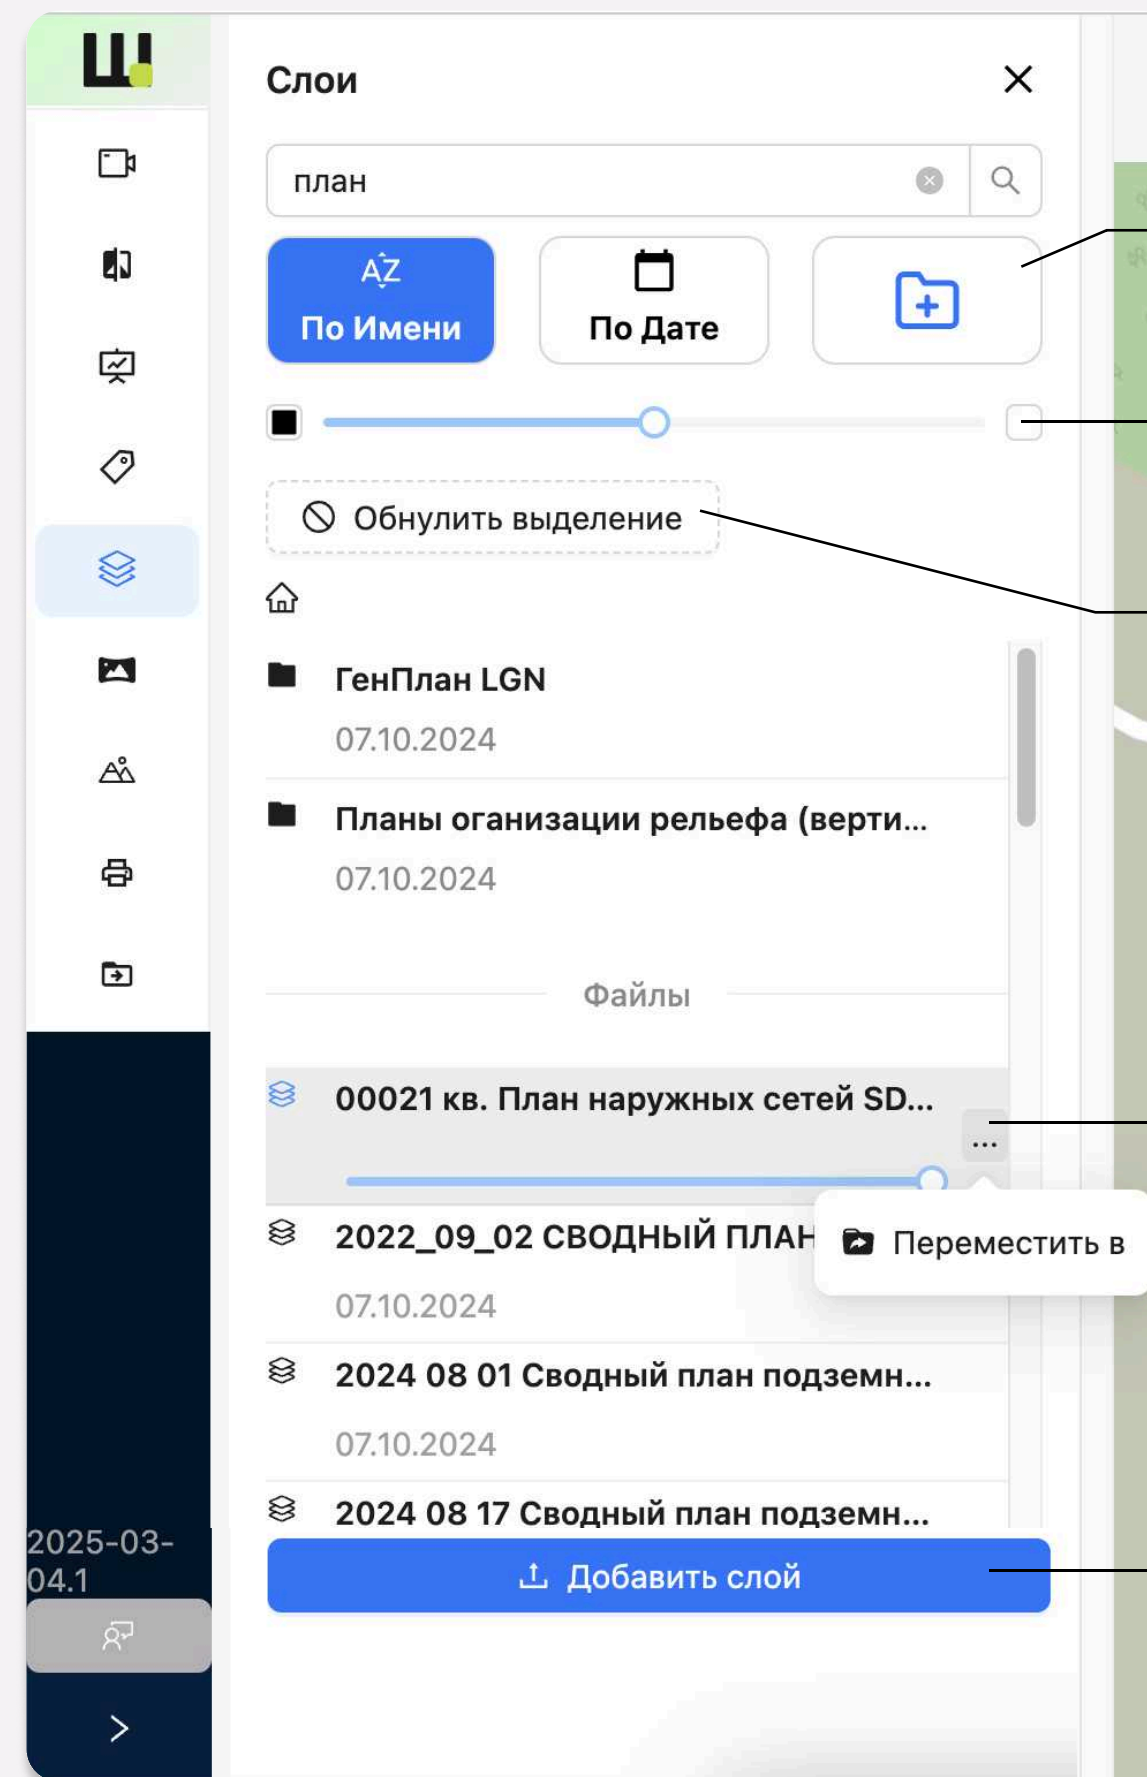 Ш
Слои
план
AZ
По Имени
По Дате
Обнулить выделение
ГенПлан LGN
07.10.2024
Планы оганизации рельефа (верти...
07.10.2024
Файлы
00021 кв. План наружных сетей SD...
...
2022_09_02 СВОДНЫЙ ПЛАН
Переместить в
07.10.2024
2024 08 01 Сводный план подземн...
07.10.2024
2024 08 17 Сводный план подземн...
2025-03-
04.1
Добавить слой